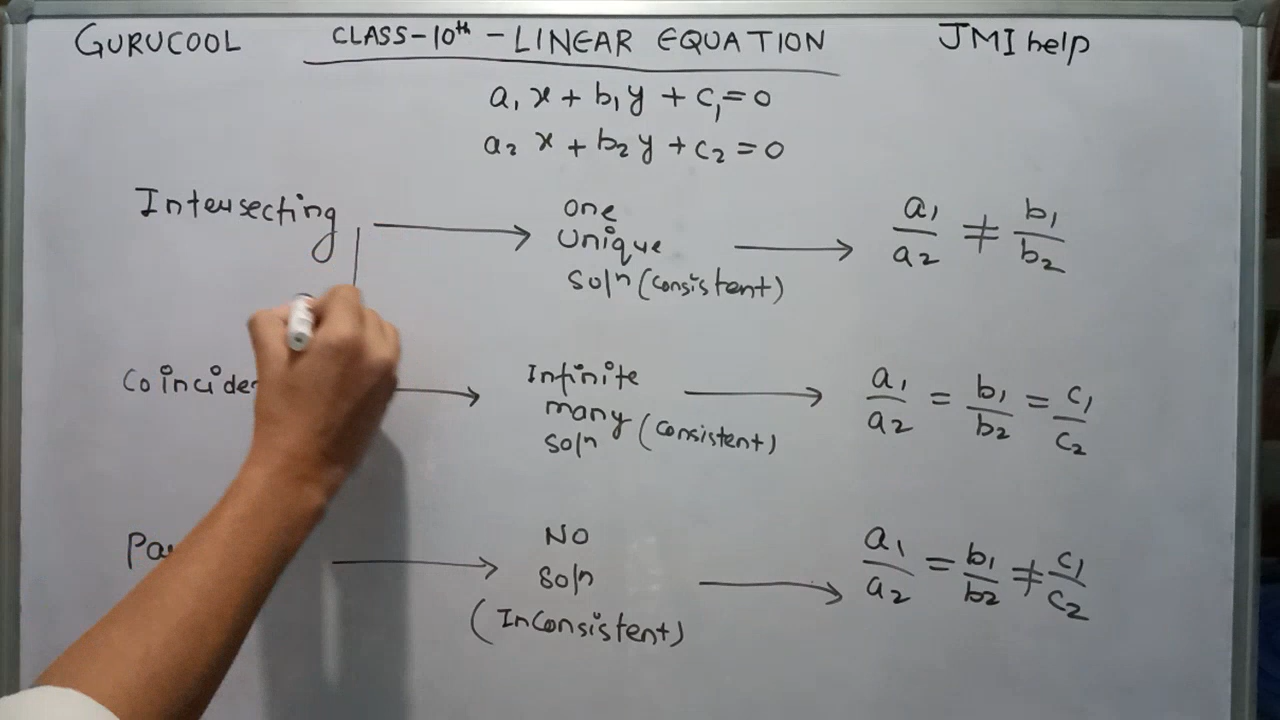 GURUCOOL CLASS-10th - LINEAR EQUATION JMI help
a₁x + b₁y + c₁ = 0
a₂x + b₂y + c₂ = 0
Intersecting → one Unique soln (consistent) → a₁/a₂ ≠ b₁/b₂
→ Infinite many soln (consistent) → a₁/a₂ = b₁/b₂ = c₁/c₂
→ NO soln (Inconsistent) → a₁/a₂ = b₁/b₂ ≠ c₁/c₂